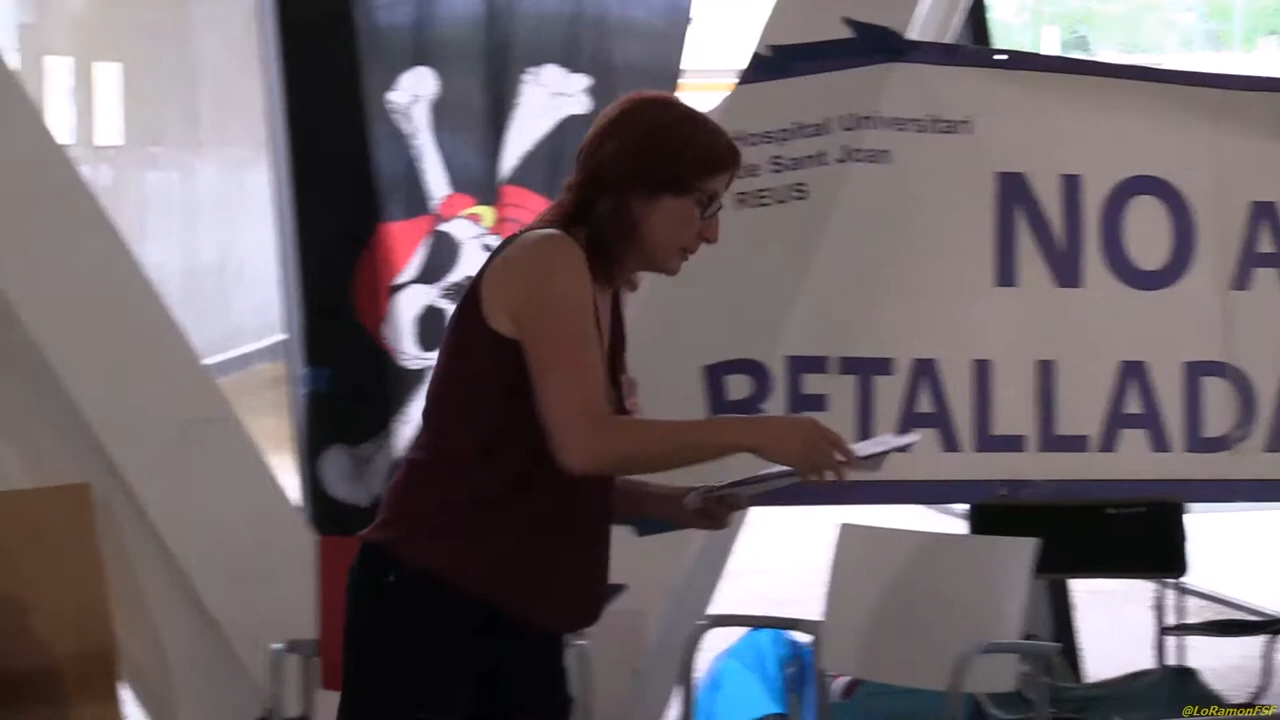 Hospital Universitari
de Sant Joan
REUS
NO A
RETALLADA
@LoRamonFSF